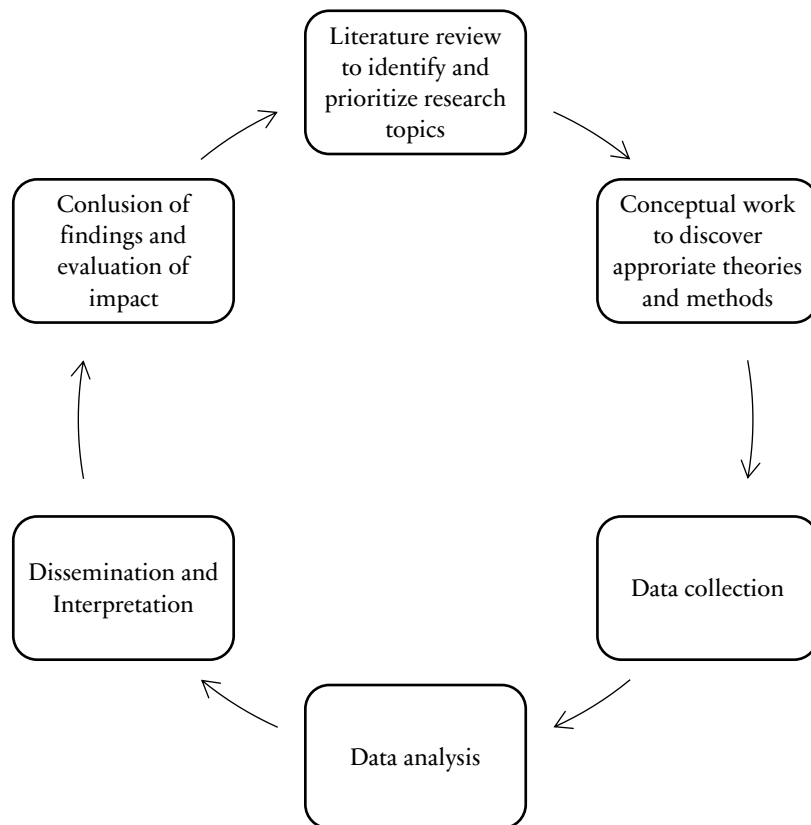 Literature review
to identify and
prioritize research
topics
Conceptual work
to discover
approriate theories
and methods
Data collection
Data analysis
Dissemination and
Interpretation
Conlusion of
findings and
evaluation of
impact